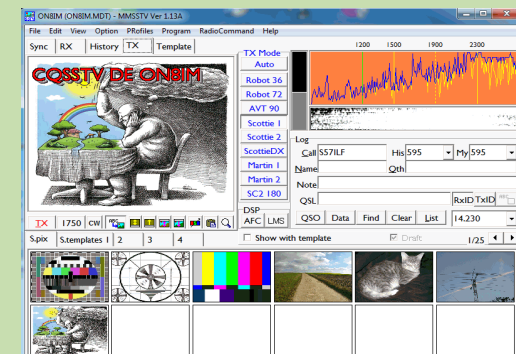 ON8IM (ON8IM.MDT) - MMSSTV Ver 1.13A
File Edit View Option PRofiles Program RadioCommand Help
Sync RX History TX Template
CQSSTV DE ON8IM
TX Mode
Auto
Robot 36
Robot 72
AVT 90
Scottie 1
Scottie 2
ScottieDX
Martin 1
Martin 2
SC2 180
DSP
AFC LMS
1200 1500 1900 2300
Log
Call S57ILF His 595 My 595
Name Qth
Note
QSL RxID TxID
QSO Data Find Clear List 14.230
TX 1750 CW
S.pix S.templates 1 2 3 4
Show with template Draft 1/25